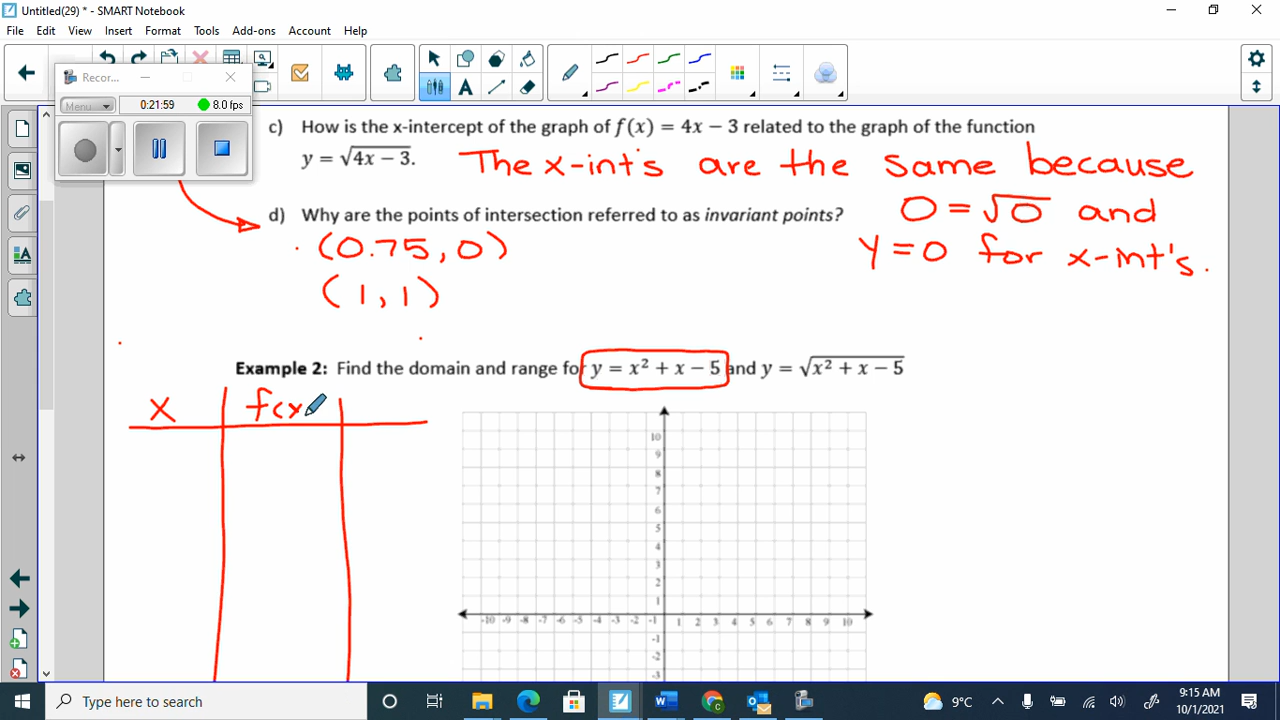 Untitled(29) * - SMART Notebook
File Edit View Insert Format Tools Add-ons Account Help
Recor...
Menu 0:21:59 8.0 fps
c) How is the x-intercept of the graph of f(x) = 4x − 3 related to the graph of the function
y = √4x − 3. The x-int's are the same because
0 = √0 and
d) Why are the points of intersection referred to as invariant points?
(0.75, 0) y = 0 for x-int's.
(1, 1)
Example 2: Find the domain and range for y = x² + x − 5 and y = √x² + x − 5
x f(x
10
9
8
7
6
5
4
3
2
1
-10 -9 -8 -7 -6 -5 -4 -3 -2 -1 1 2 3 4 5 6 7 8 9 10
-1
-2
-3
Type here to search 9°C 9:15 AM
10/1/2021